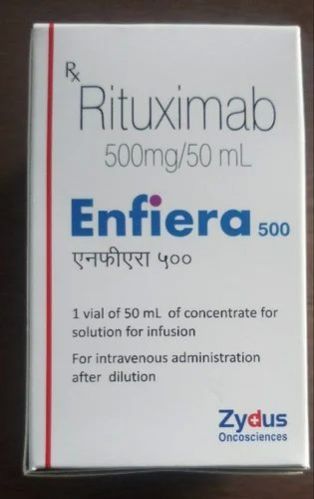 Rx
Rituximab
500mg/50 mL
Enfiera 500
एनफीएरा ५००
1 vial of 50 mL of concentrate for
solution for infusion
For intravenous administration
after dilution
Zydus
Oncosciences